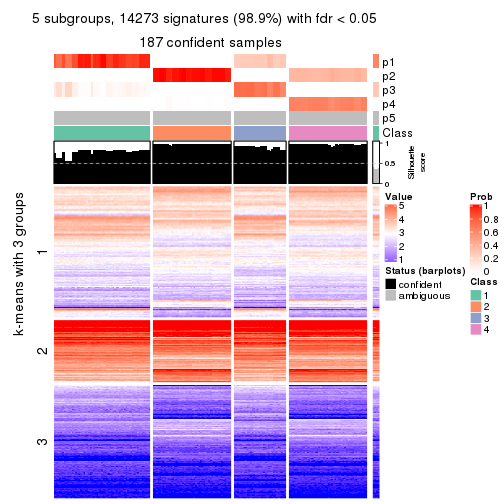 5 subgroups, 14273 signatures (98.9%) with fdr < 0.05
187 confident samples
p1
p2
p3
p4
p5
Class
1
0.5
0
Silhouette
score
k-means with 3 groups
1
2
3
Value
5
4
3
2
1
Status (barplots)
confident
ambiguous
Prob
1
0.8
0.6
0.4
0.2
0
Class
1
2
3
4